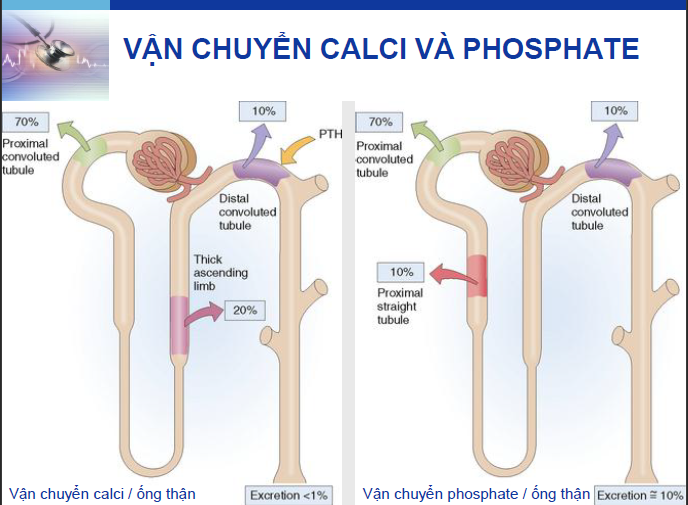 VẬN CHUYỂN CALCI VÀ PHOSPHATE
70%
Proximal
convoluted
tubule
10%
PTH
Distal
convoluted
tubule
Thick
ascending
limb
20%
Vận chuyển calci / ống thận
Excretion <1%
70%
Proximal
convoluted
tubule
10%
Distal
convoluted
tubule
10%
Proximal
straight
tubule
Vận chuyển phosphate / ống thận
Excretion ≅ 10%